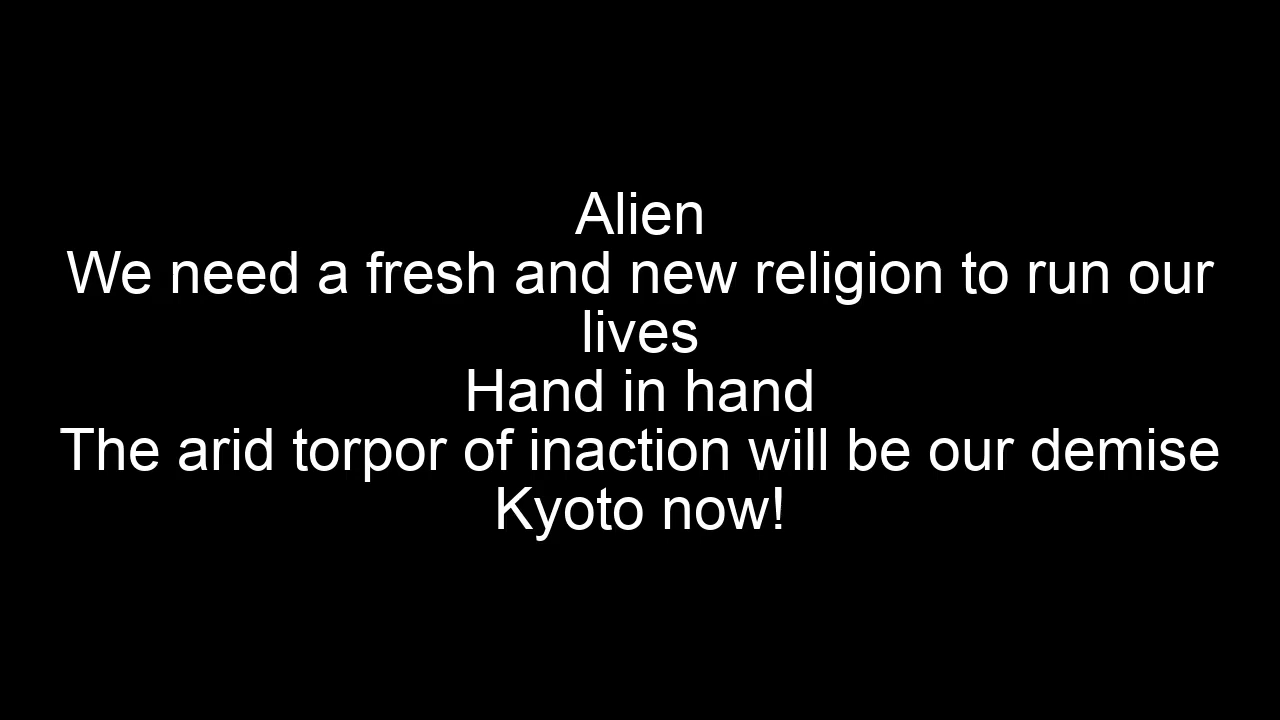 Alien
We need a fresh and new religion to run our
lives
Hand in hand
The arid torpor of inaction will be our demise
Kyoto now!